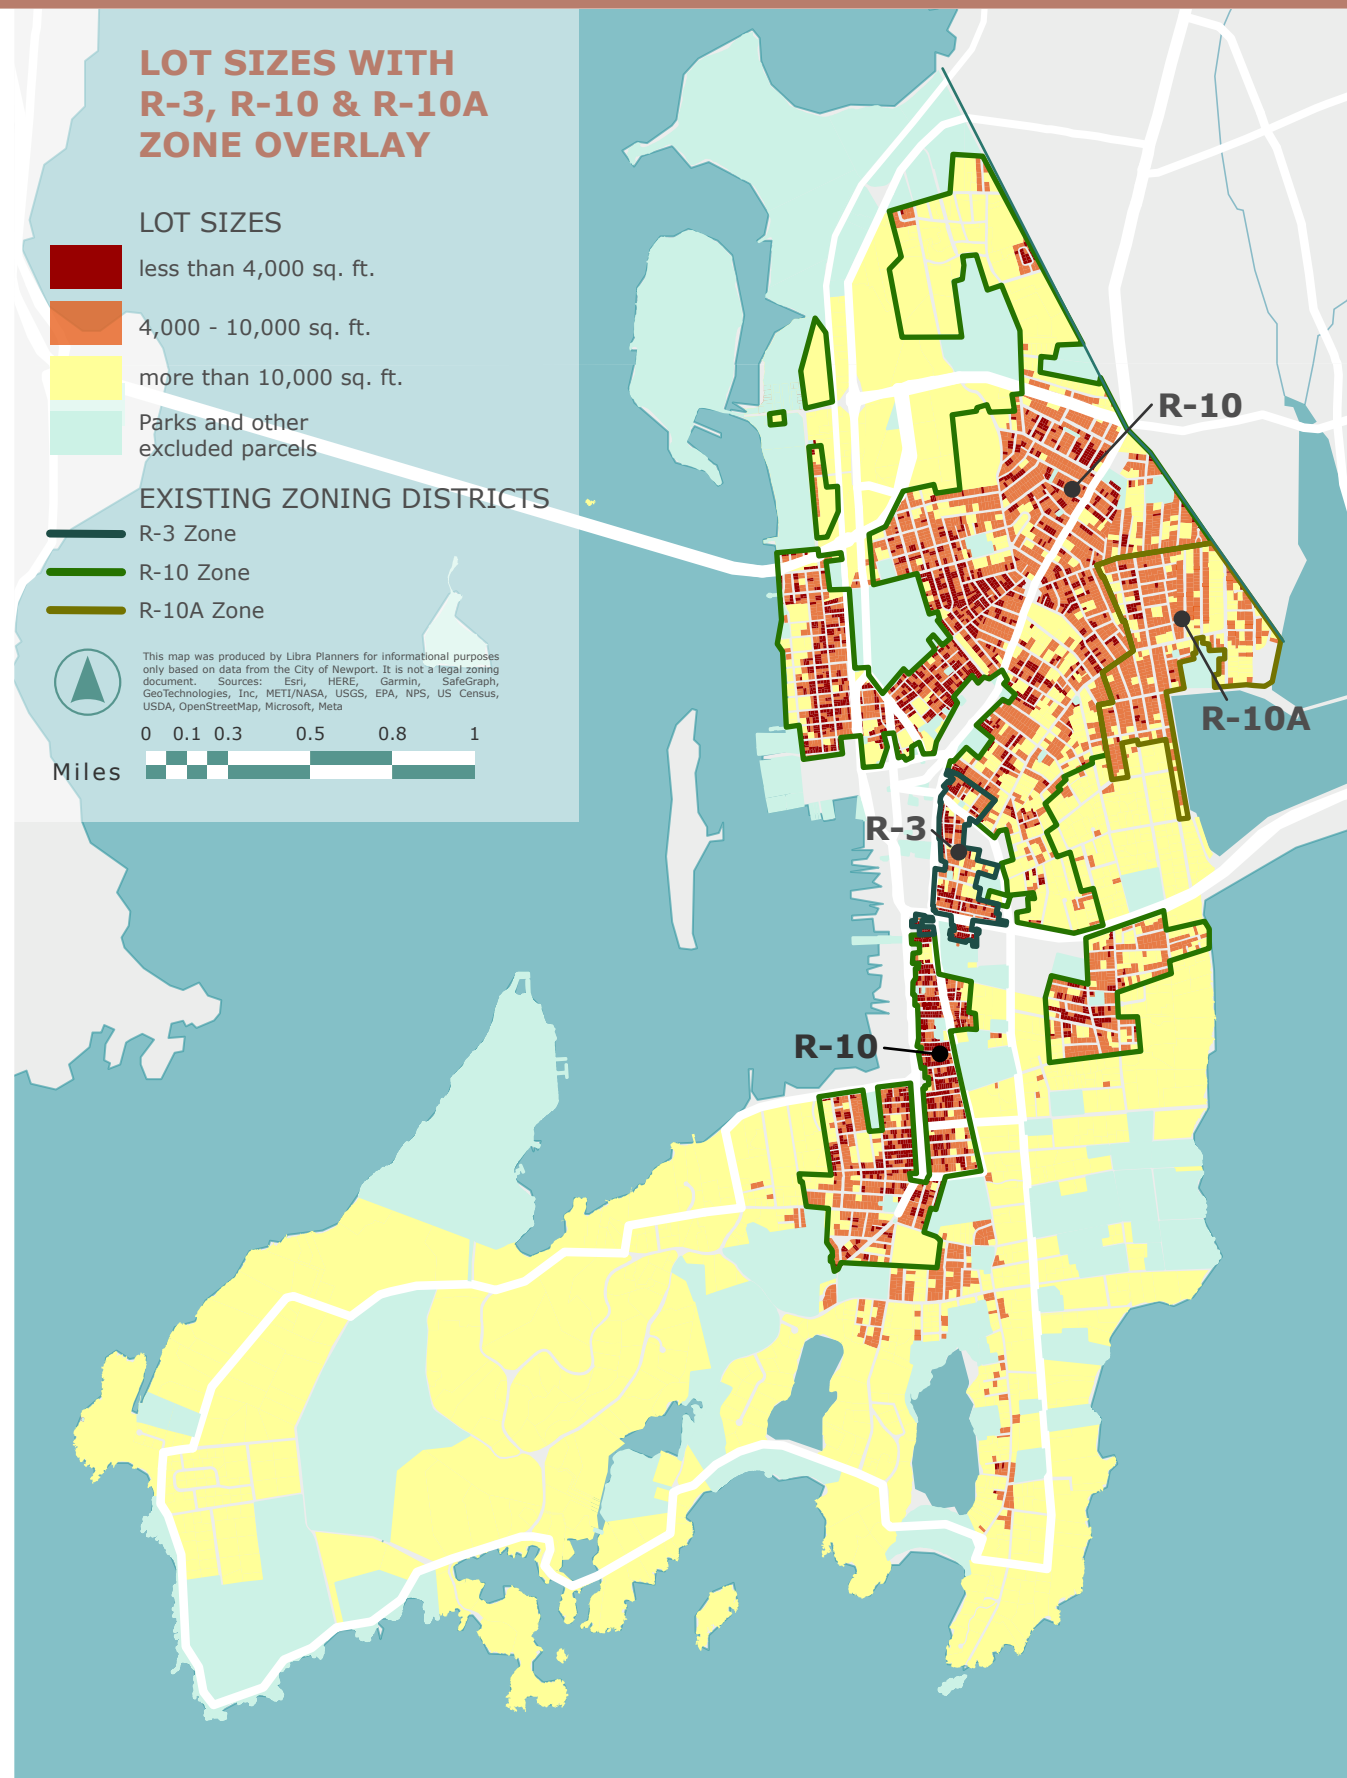 LOT SIZES WITH
R-3, R-10 & R-10A
ZONE OVERLAY
LOT SIZES
less than 4,000 sq. ft.
4,000 - 10,000 sq. ft.
more than 10,000 sq. ft.
Parks and other
excluded parcels
EXISTING ZONING DISTRICTS
R-3 Zone
R-10 Zone
R-10A Zone
This map was produced by Libra Planners for informational purposes
only based on data from the City of Newport. It is not a legal zoning
document. Sources: Esri, HERE, Garmin, SafeGraph,
GeoTechnologies, Inc, METI/NASA, USGS, EPA, NPS, US Census,
USDA, OpenStreetMap, Microsoft, Meta
0 0.1 0.3 0.5 0.8 1
Miles
R-10
R-10A
R-3
R-10